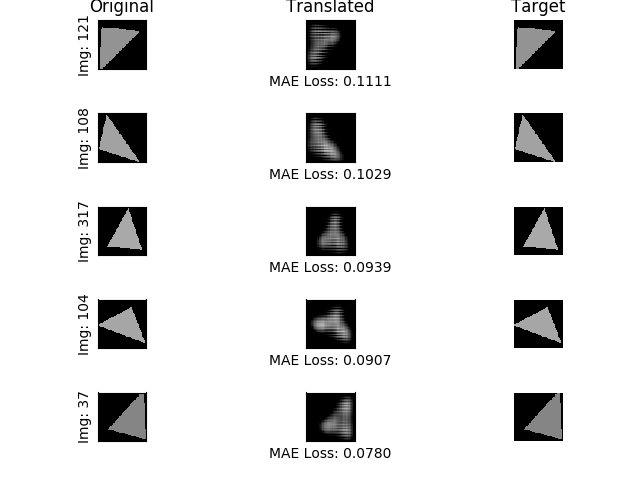 Original Translated Target
Img: 121
MAE Loss: 0.1111
Img: 108
MAE Loss: 0.1029
Img: 317
MAE Loss: 0.0939
Img: 104
MAE Loss: 0.0907
Img: 37
MAE Loss: 0.0780